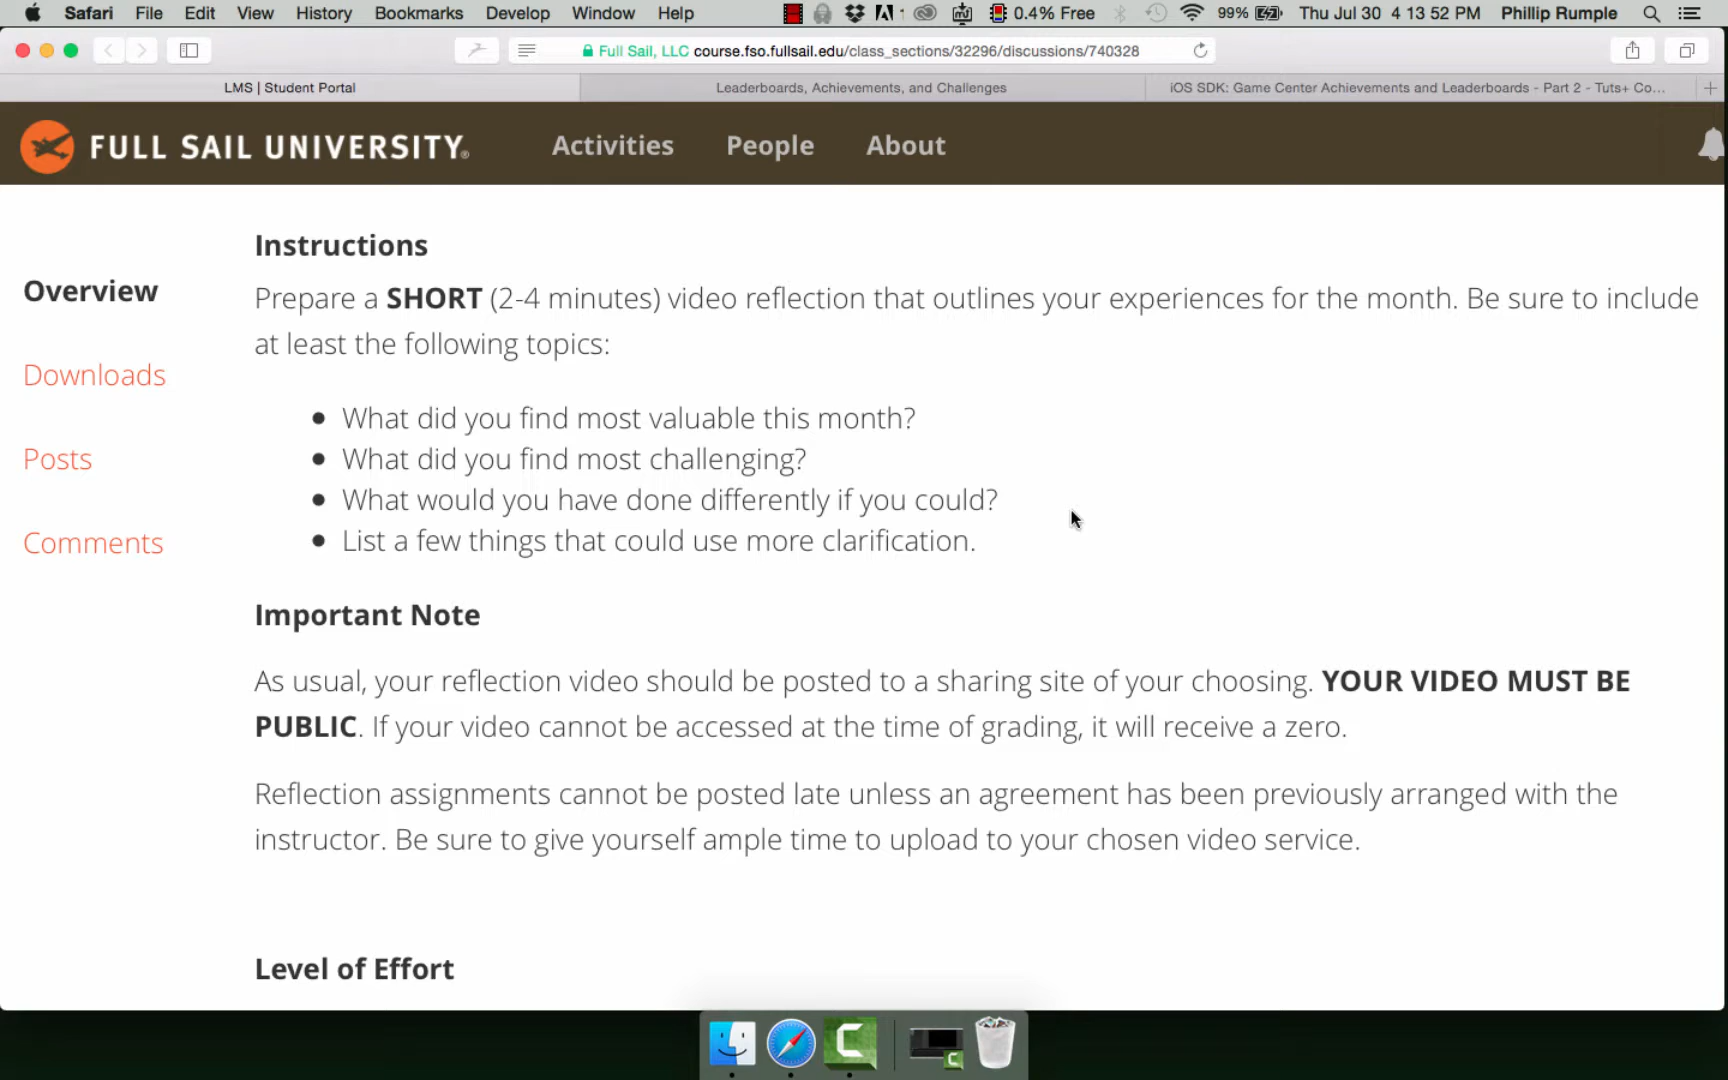 Safari File Edit View History Bookmarks Develop Window Help 0.4% Free 99% Thu Jul 30 4 13 52 PM Phillip Rumple
Full Sail, LLC course.fso.fullsail.edu/class_sections/32296/discussions/740328
LMS | Student Portal Leaderboards, Achievements, and Challenges iOS SDK: Game Center Achievements and Leaderboards - Part 2 - Tuts+ Co...
FULL SAIL UNIVERSITY® Activities People About
Overview
Downloads
Posts
Comments
Instructions
Prepare a SHORT (2-4 minutes) video reflection that outlines your experiences for the month. Be sure to include
at least the following topics:
• What did you find most valuable this month?
• What did you find most challenging?
• What would you have done differently if you could?
• List a few things that could use more clarification.
Important Note
As usual, your reflection video should be posted to a sharing site of your choosing. YOUR VIDEO MUST BE
PUBLIC. If your video cannot be accessed at the time of grading, it will receive a zero.
Reflection assignments cannot be posted late unless an agreement has been previously arranged with the
instructor. Be sure to give yourself ample time to upload to your chosen video service.
Level of Effort